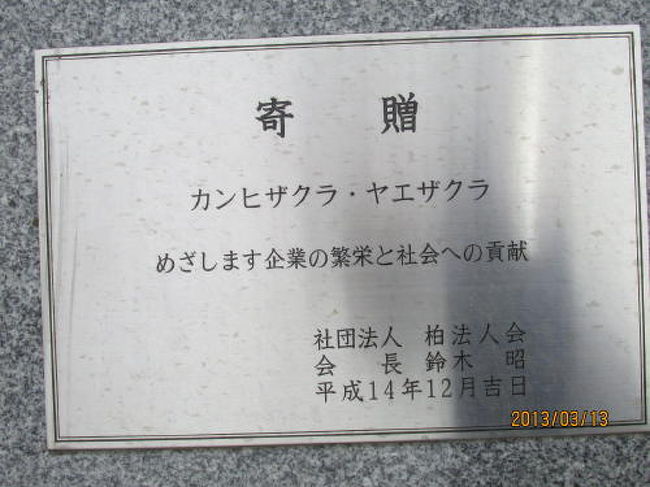 寄 贈
カンヒザクラ・ヤエザクラ
めざします企業の繁栄と社会への貢献
社団法人 柏法人会
会 長 鈴木 昭
平成14年12月吉日
2013/03/13